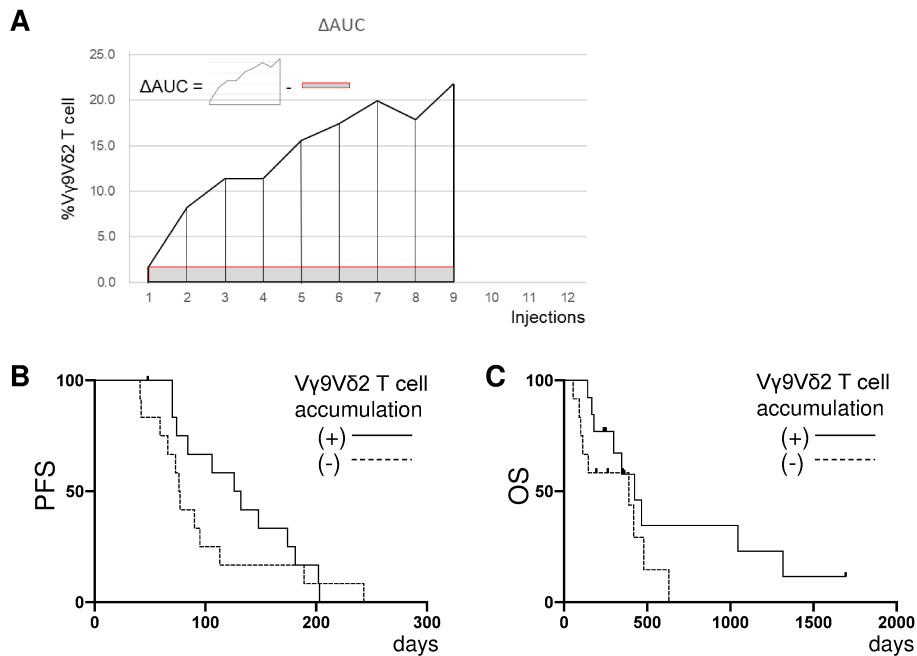 A
ΔAUC
25.0
20.0
15.0
10.0
5.0
0.0
%Vγ9Vδ2 T cell
ΔAUC = -
1 2 3 4 5 6 7 8 9 10 11 12
Injections
B
100
50
0
PFS
Vγ9Vδ2 T cell
accumulation
(+)
(-)
0 100 200 300
days
C
100
50
0
OS
Vγ9Vδ2 T cell
accumulation
(+)
(-)
0 500 1000 1500 2000
days